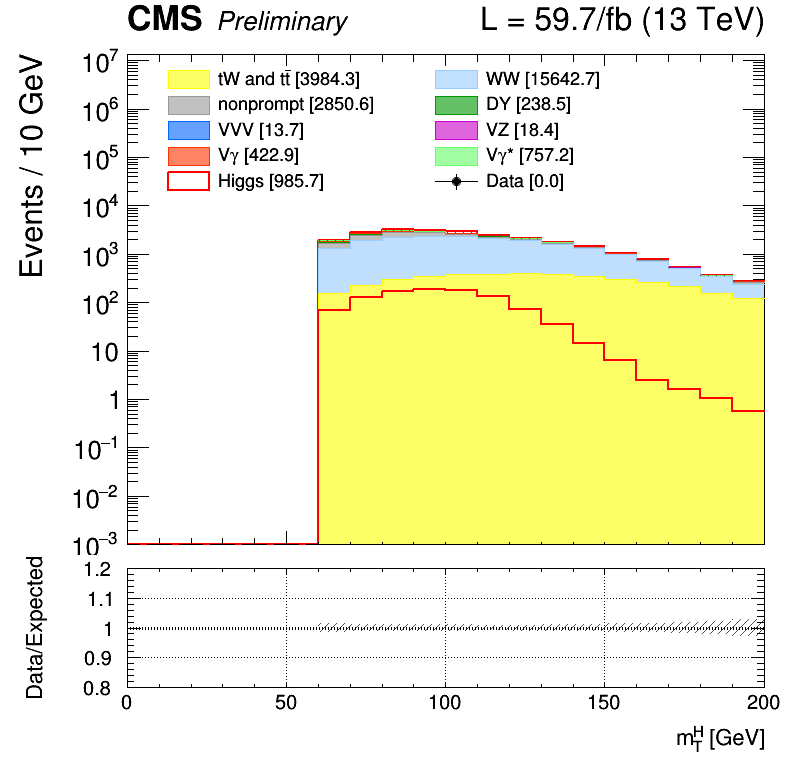 CMS Preliminary L = 59.7/fb (13 TeV)
Events / 10 GeV
10⁷
10⁶
10⁵
10⁴
10³
10²
10
1
10⁻¹
10⁻²
10⁻³
tW and tt̄ [3984.3]
WW [15642.7]
nonprompt [2850.6]
DY [238.5]
VVV [13.7]
VZ [18.4]
Vγ [422.9]
Vγ* [757.2]
Higgs [985.7]
Data [0.0]
Data/Expected
1.2
1.1
1
0.9
0.8
0 50 100 150 200
m_T^H [GeV]